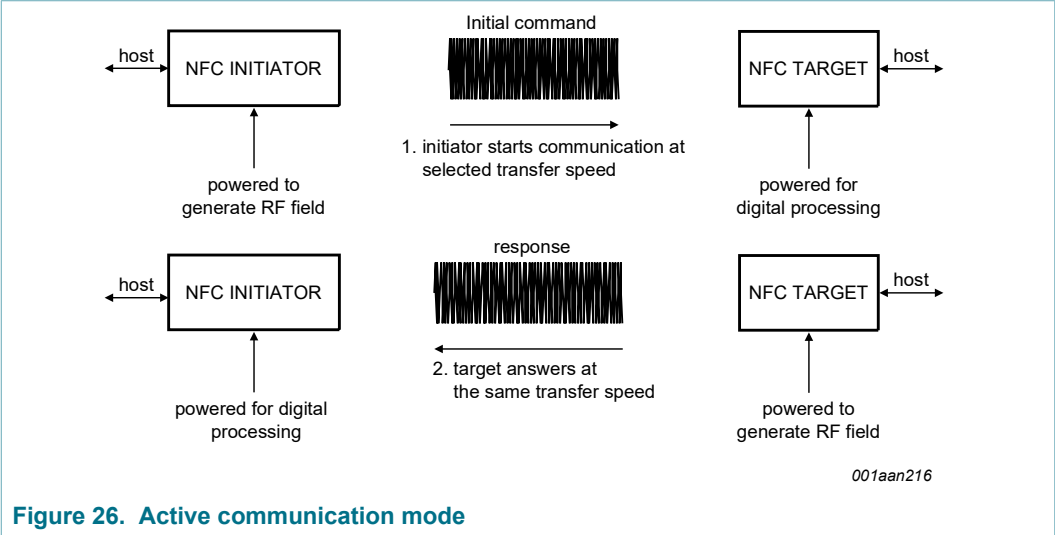 Initial command
host
NFC INITIATOR
NFC TARGET
host
1. initiator starts communication at
selected transfer speed
powered to
generate RF field
powered for
digital processing
response
host
NFC INITIATOR
NFC TARGET
host
2. target answers at
the same transfer speed
powered for digital
processing
powered to
generate RF field
001aan216
Figure 26. Active communication mode